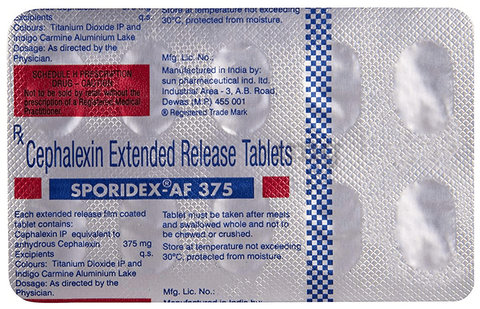 Excipients q.s.
Colours: Titanium Dioxide IP and
Indigo Carmine Aluminium Lake
Dosage: As directed by the
Physician.
SCHEDULE H PRESCRIPTION
DRUG - CAUTION
Not to be sold by retail without the
prescription of a Registered Medical
Practitioner.
Store at temperature not exceeding
30°C, protected from moisture.
Mfg. Lic. No.:
Manufactured in India by:
sun pharmaceutical ind. ltd.
Industrial Area - 3, A.B. Road,
Dewas (M.P.) 455 001
® Registered Trade Mark
Rx Cephalexin Extended Release Tablets
SPORIDEX®-AF 375
Each extended release film coated
tablet contains:
Cephalexin IP equivalent to
anhydrous Cephalexin 375 mg
Excipients q.s.
Colours: Titanium Dioxide IP and
Indigo Carmine Aluminium Lake
Dosage: As directed by the
Physician.
Tablet must be taken after meals
and swallowed whole and not to
be chewed or crushed.
Store at temperature not exceeding
30°C, protected from moisture.
Mfg. Lic. No.:
Manufactured in India by: